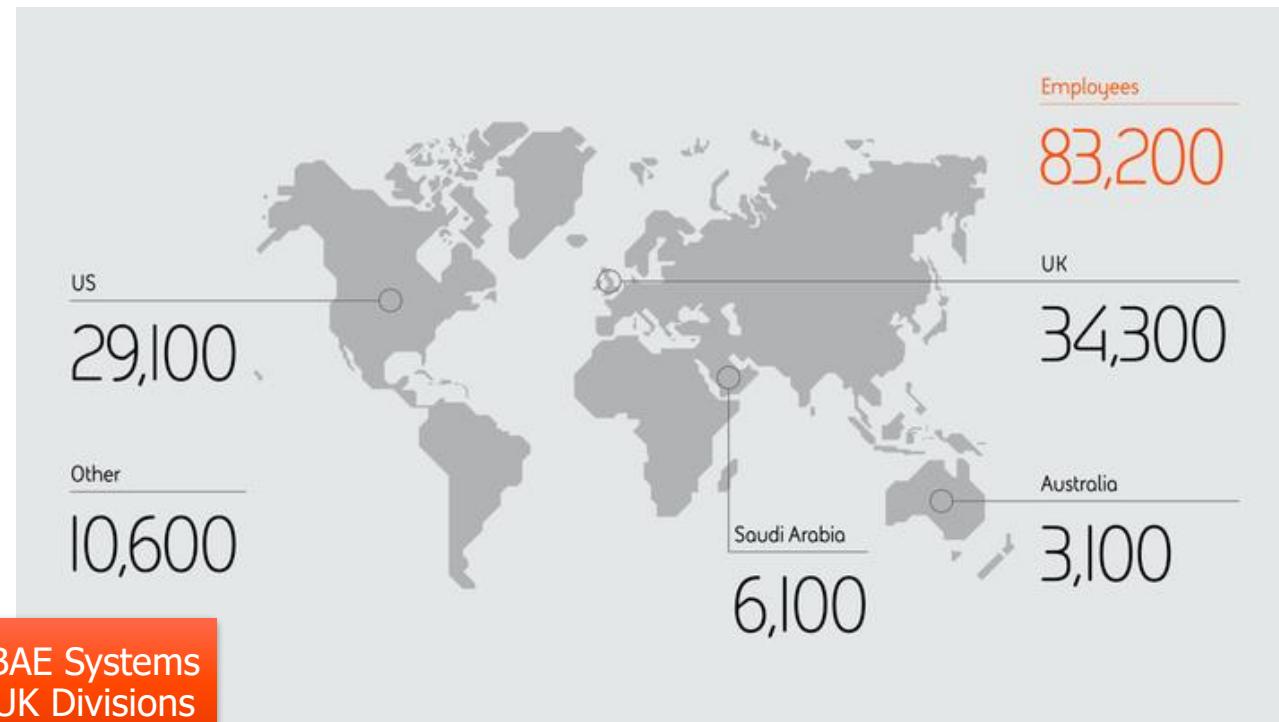 Employees
83,200
US
29,100
UK
34,300
Other
10,600
Saudi Arabia
6,100
Australia
3,100
BAE Systems
UK Divisions